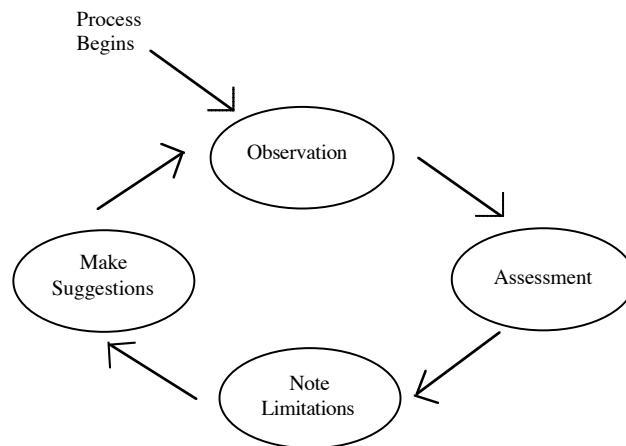 Process
Begins
Observation
Assessment
Note
Limitations
Make
Suggestions